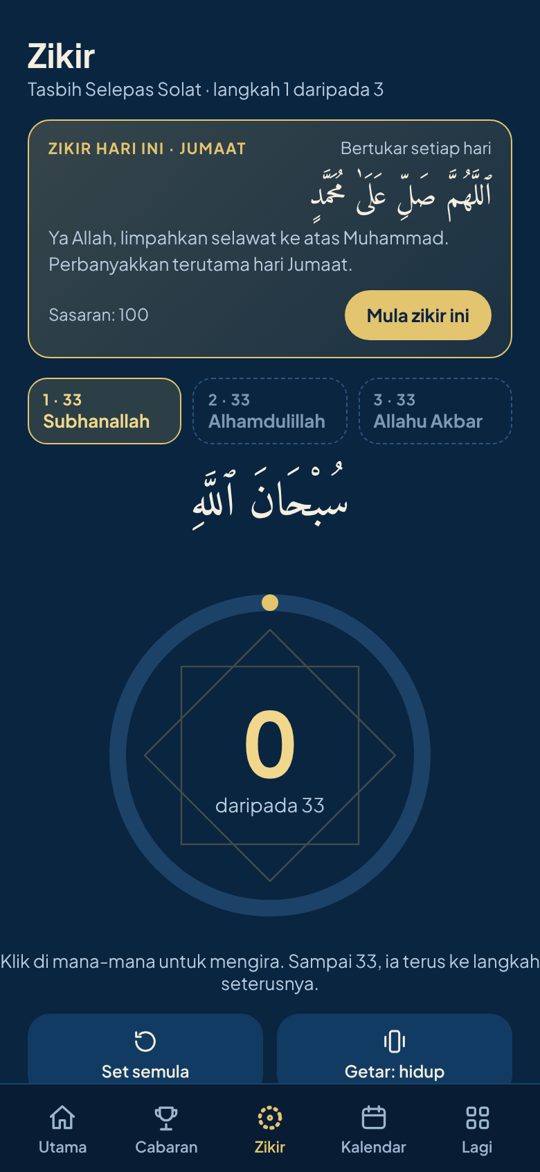 Zikir
Tasbih Selepas Solat · langkah 1 daripada 3
ZIKIR HARI INI · JUMAAT
Bertukar setiap hari
ٱللَّهُمَّ صَلِّ عَلَىٰ مُحَمَّدٍ
Ya Allah, limpahkan selawat ke atas Muhammad.
Perbanyakkan terutama hari Jumaat.
Sasaran: 100
Mula zikir ini
1 · 33
Subhanallah
2 · 33
Alhamdulillah
3 · 33
Allahu Akbar
سُبْحَانَ ٱللَّهِ
0
daripada 33
Klik di mana-mana untuk mengira. Sampai 33, ia terus ke langkah
seterusnya.
Set semula
Getar: hidup
Utama
Cabaran
Zikir
Kalendar
Lagi